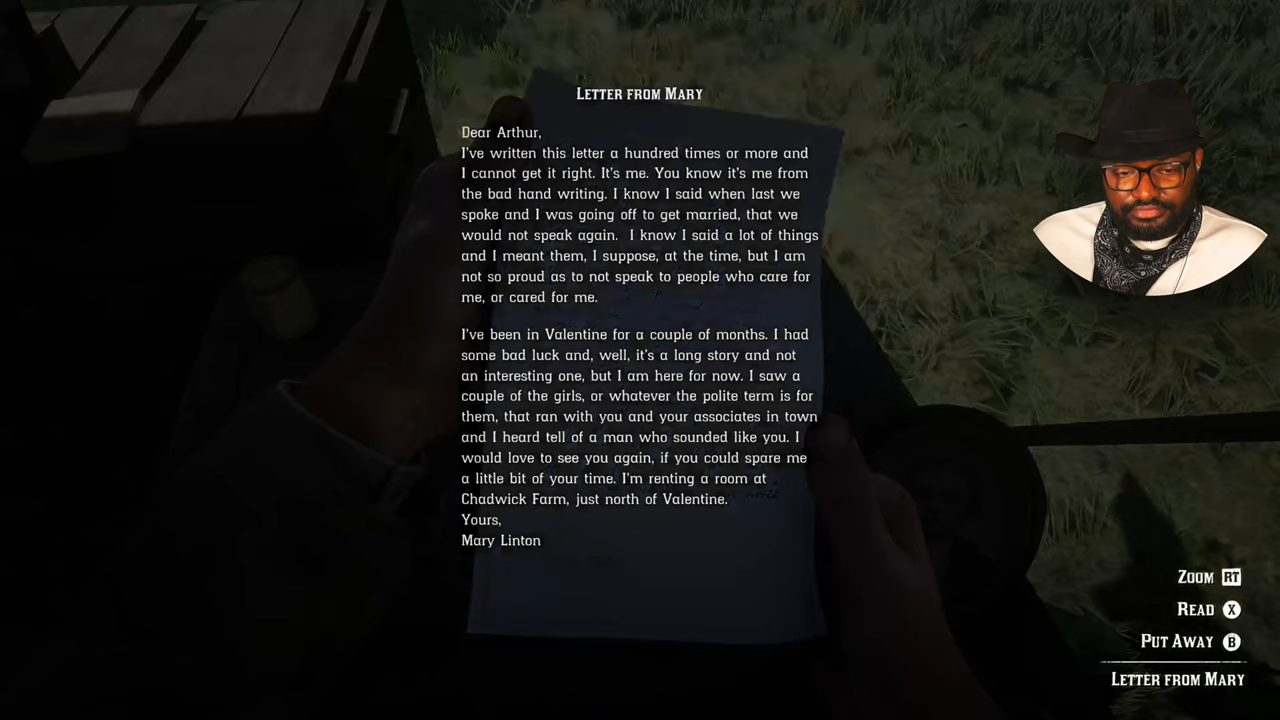 Letter from Mary
Dear Arthur,
I've written this letter a hundred times or more and
I cannot get it right. It's me. You know it's me from
the bad hand writing. I know I said when last we
spoke and I was going off to get married, that we
would not speak again.  I know I said a lot of things
and I meant them, I suppose, at the time, but I am
not so proud as to not speak to people who care for
me, or cared for me.
I've been in Valentine for a couple of months. I had
some bad luck and, well, it's a long story and not
an interesting one, but I am here for now. I saw a
couple of the girls, or whatever the polite term is for
them, that ran with you and your associates in town
and I heard tell of a man who sounded like you. I
would love to see you again, if you could spare me
a little bit of your time. I'm renting a room at
Chadwick Farm, just north of Valentine.
Yours,
Mary Linton
Zoom RT
Read X
Put Away B
Letter from Mary